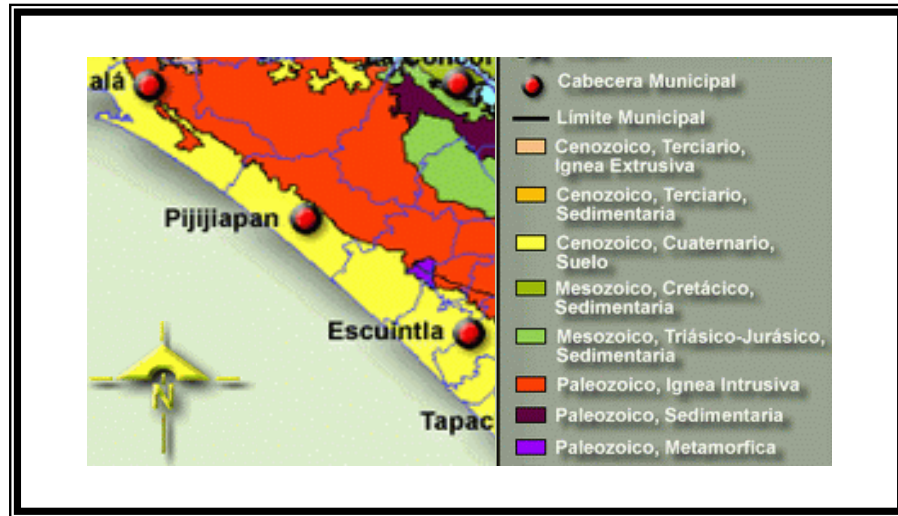 alá
Pijijiapan
Escuintla
Tapac
N
Cabecera Municipal
Límite Municipal
Cenozoico, Terciario,
Ignea Extrusiva
Cenozoico, Terciario,
Sedimentaria
Cenozoico, Cuaternario,
Suelo
Mesozoico, Cretácico,
Sedimentaria
Mesozoico, Triásico-Jurásico,
Sedimentaria
Paleozoico, Ignea Intrusiva
Paleozoico, Sedimentaria
Paleozoico, Metamorfica